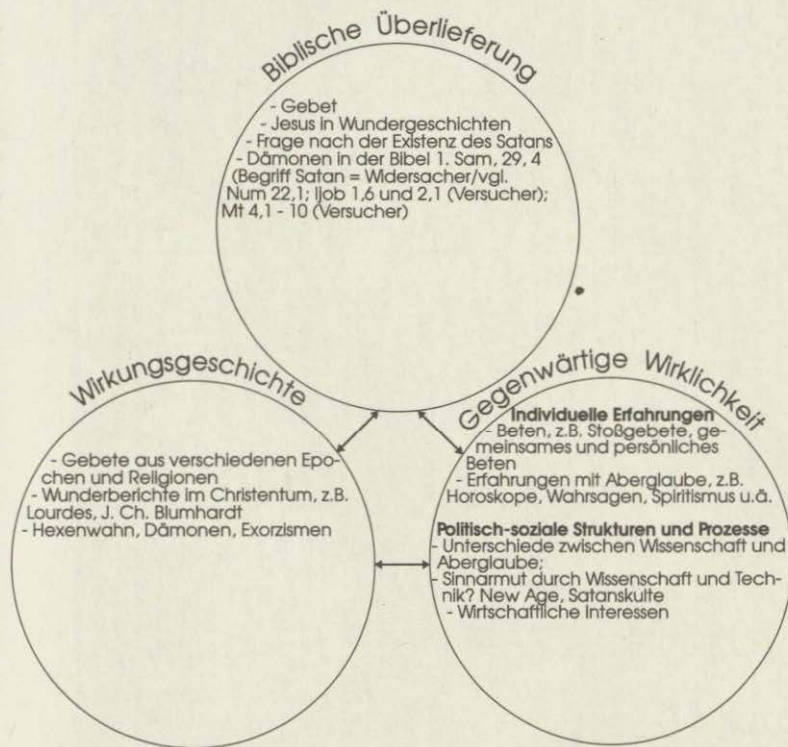 Biblische Überlieferung
- Gebet
- Jesus in Wundergeschichten
- Frage nach der Existenz des Satans
- Dämonen in der Bibel 1. Sam, 29, 4
(Begriff Satan = Widersacher/vgl.
Num 22,1; Ijob 1,6 und 2,1 (Versucher);
Mt 4,1 - 10 (Versucher)
Wirkungsgeschichte
- Gebete aus verschiedenen Epo-
chen und Religionen
- Wunderberichte im Christentum, z.B.
Lourdes, J. Ch. Blumhardt
- Hexenwahn, Dämonen, Exorzismen
Gegenwärtige Wirklichkeit
Individuelle Erfahrungen
- Beten, z.B. Stoßgebete, ge-
meinsames und persönliches
Beten
- Erfahrungen mit Aberglaube, z.B.
Horoskope, Wahrsagen, Spiritismus u.ä.
Politisch-soziale Strukturen und Prozesse
- Unterschiede zwischen Wissenschaft und
Aberglaube;
- Sinnarmut durch Wissenschaft und Tech-
nik? New Age, Satanskulte
- Wirtschaftliche Interessen